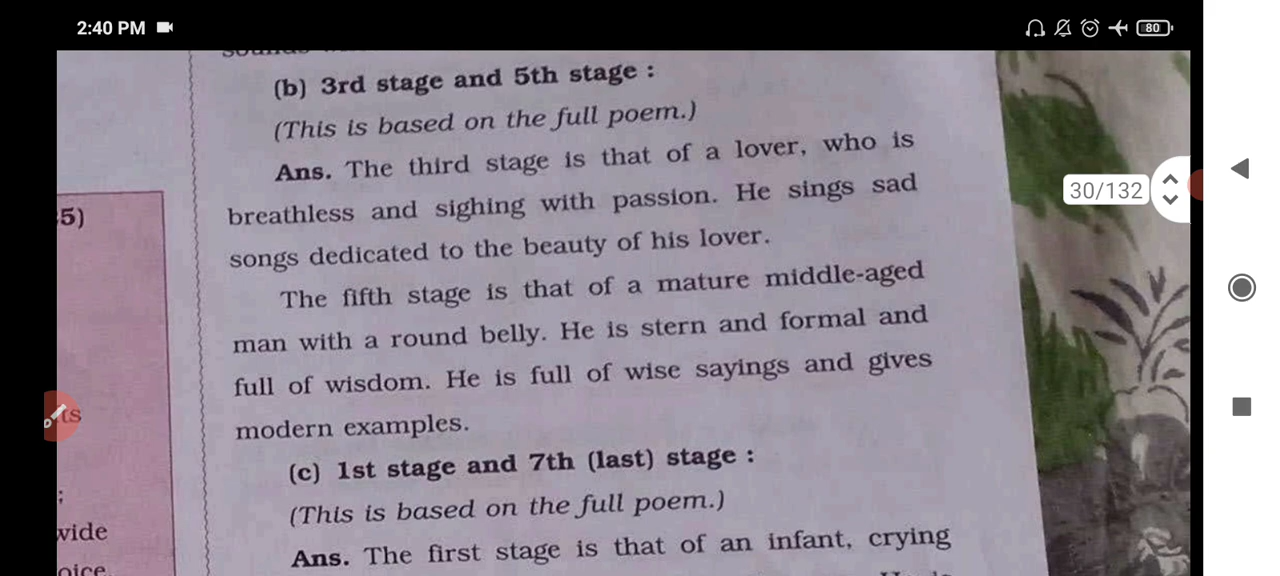 2:40 PM
80
(b) 3rd stage and 5th stage :
(This is based on the full poem.)
Ans. The third stage is that of a lover, who is
breathless and sighing with passion. He sings sad
songs dedicated to the beauty of his lover.
The fifth stage is that of a mature middle-aged
man with a round belly. He is stern and formal and
full of wisdom. He is full of wise sayings and gives
modern examples.
(c) 1st stage and 7th (last) stage :
(This is based on the full poem.)
Ans. The first stage is that of an infant, crying
5)
ts
;
wide
oice
30/132